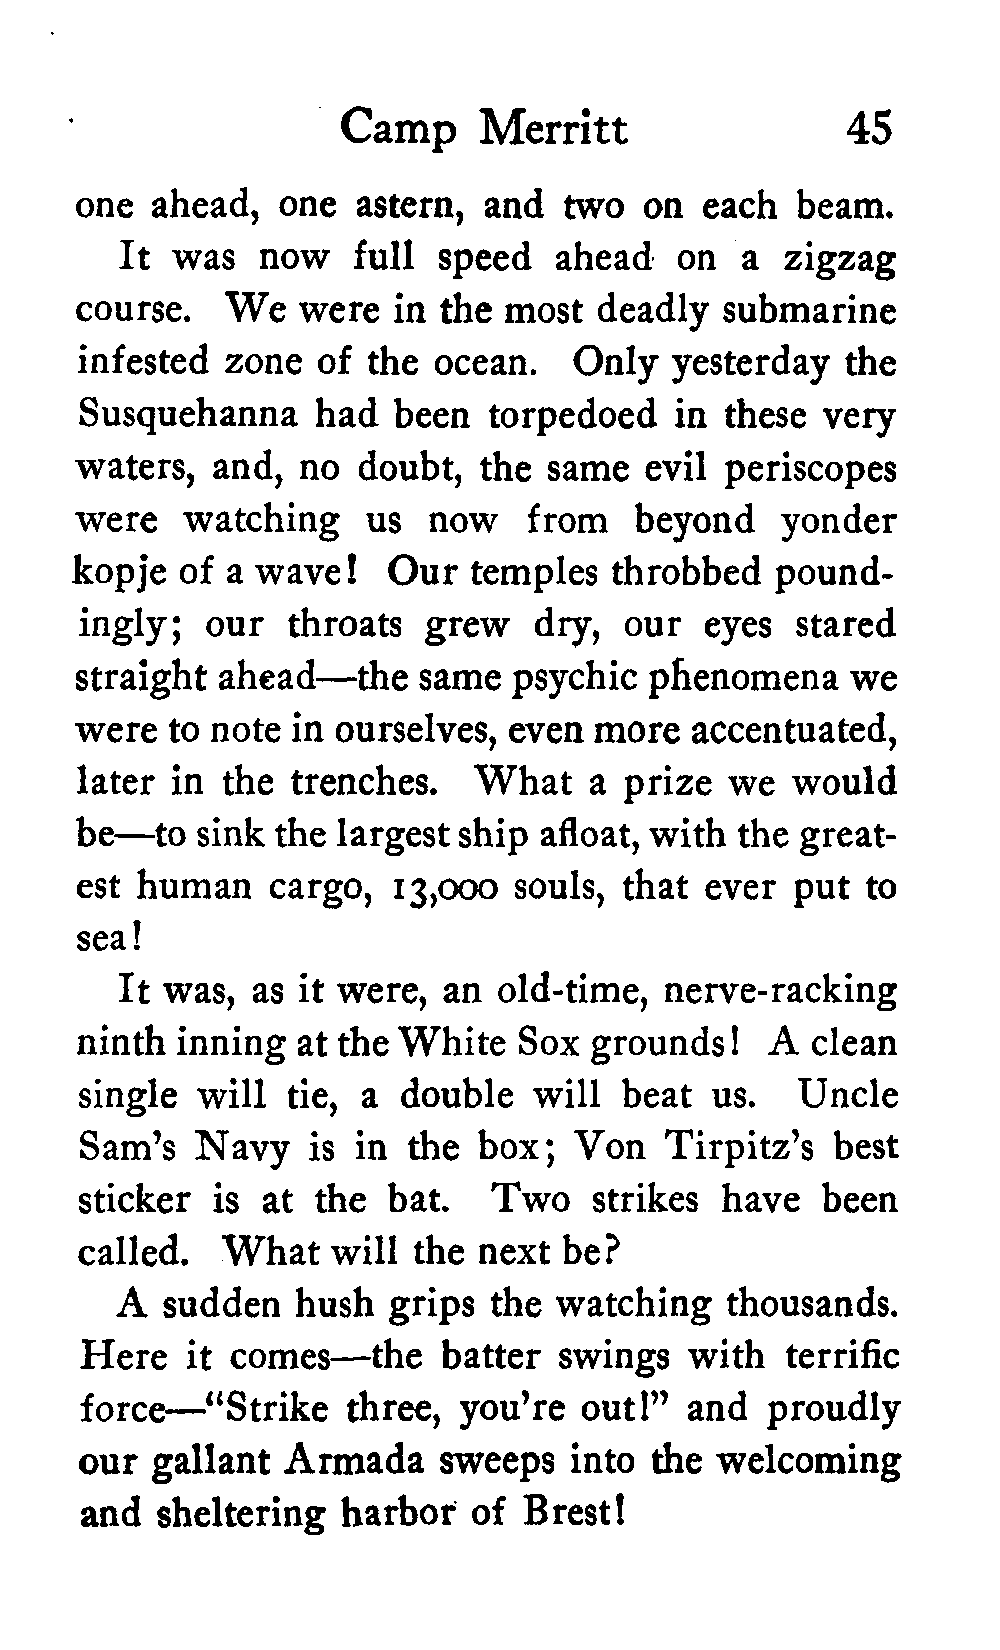 Camp Merritt 45
one ahead, one astern, and two on each beam.
It was now full speed ahead on a zigzag
course. We were in the most deadly submarine
infested zone of the ocean. Only yesterday the
Susquehanna had been torpedoed in these very
waters, and, no doubt, the same evil periscopes
were watching us now from beyond yonder
kopje of a wave! Our temples throbbed pound-
ingly; our throats grew dry, our eyes stared
straight ahead—the same psychic phenomena we
were to note in ourselves, even more accentuated,
later in the trenches. What a prize we would
be—to sink the largest ship afloat, with the great-
est human cargo, 13,000 souls, that ever put to
sea!
It was, as it were, an old-time, nerve-racking
ninth inning at the White Sox grounds! A clean
single will tie, a double will beat us. Uncle
Sam's Navy is in the box; Von Tirpitz's best
sticker is at the bat. Two strikes have been
called. What will the next be?
A sudden hush grips the watching thousands.
Here it comes—the batter swings with terrific
force—"Strike three, you're out!" and proudly
our gallant Armada sweeps into the welcoming
and sheltering harbor of Brest!